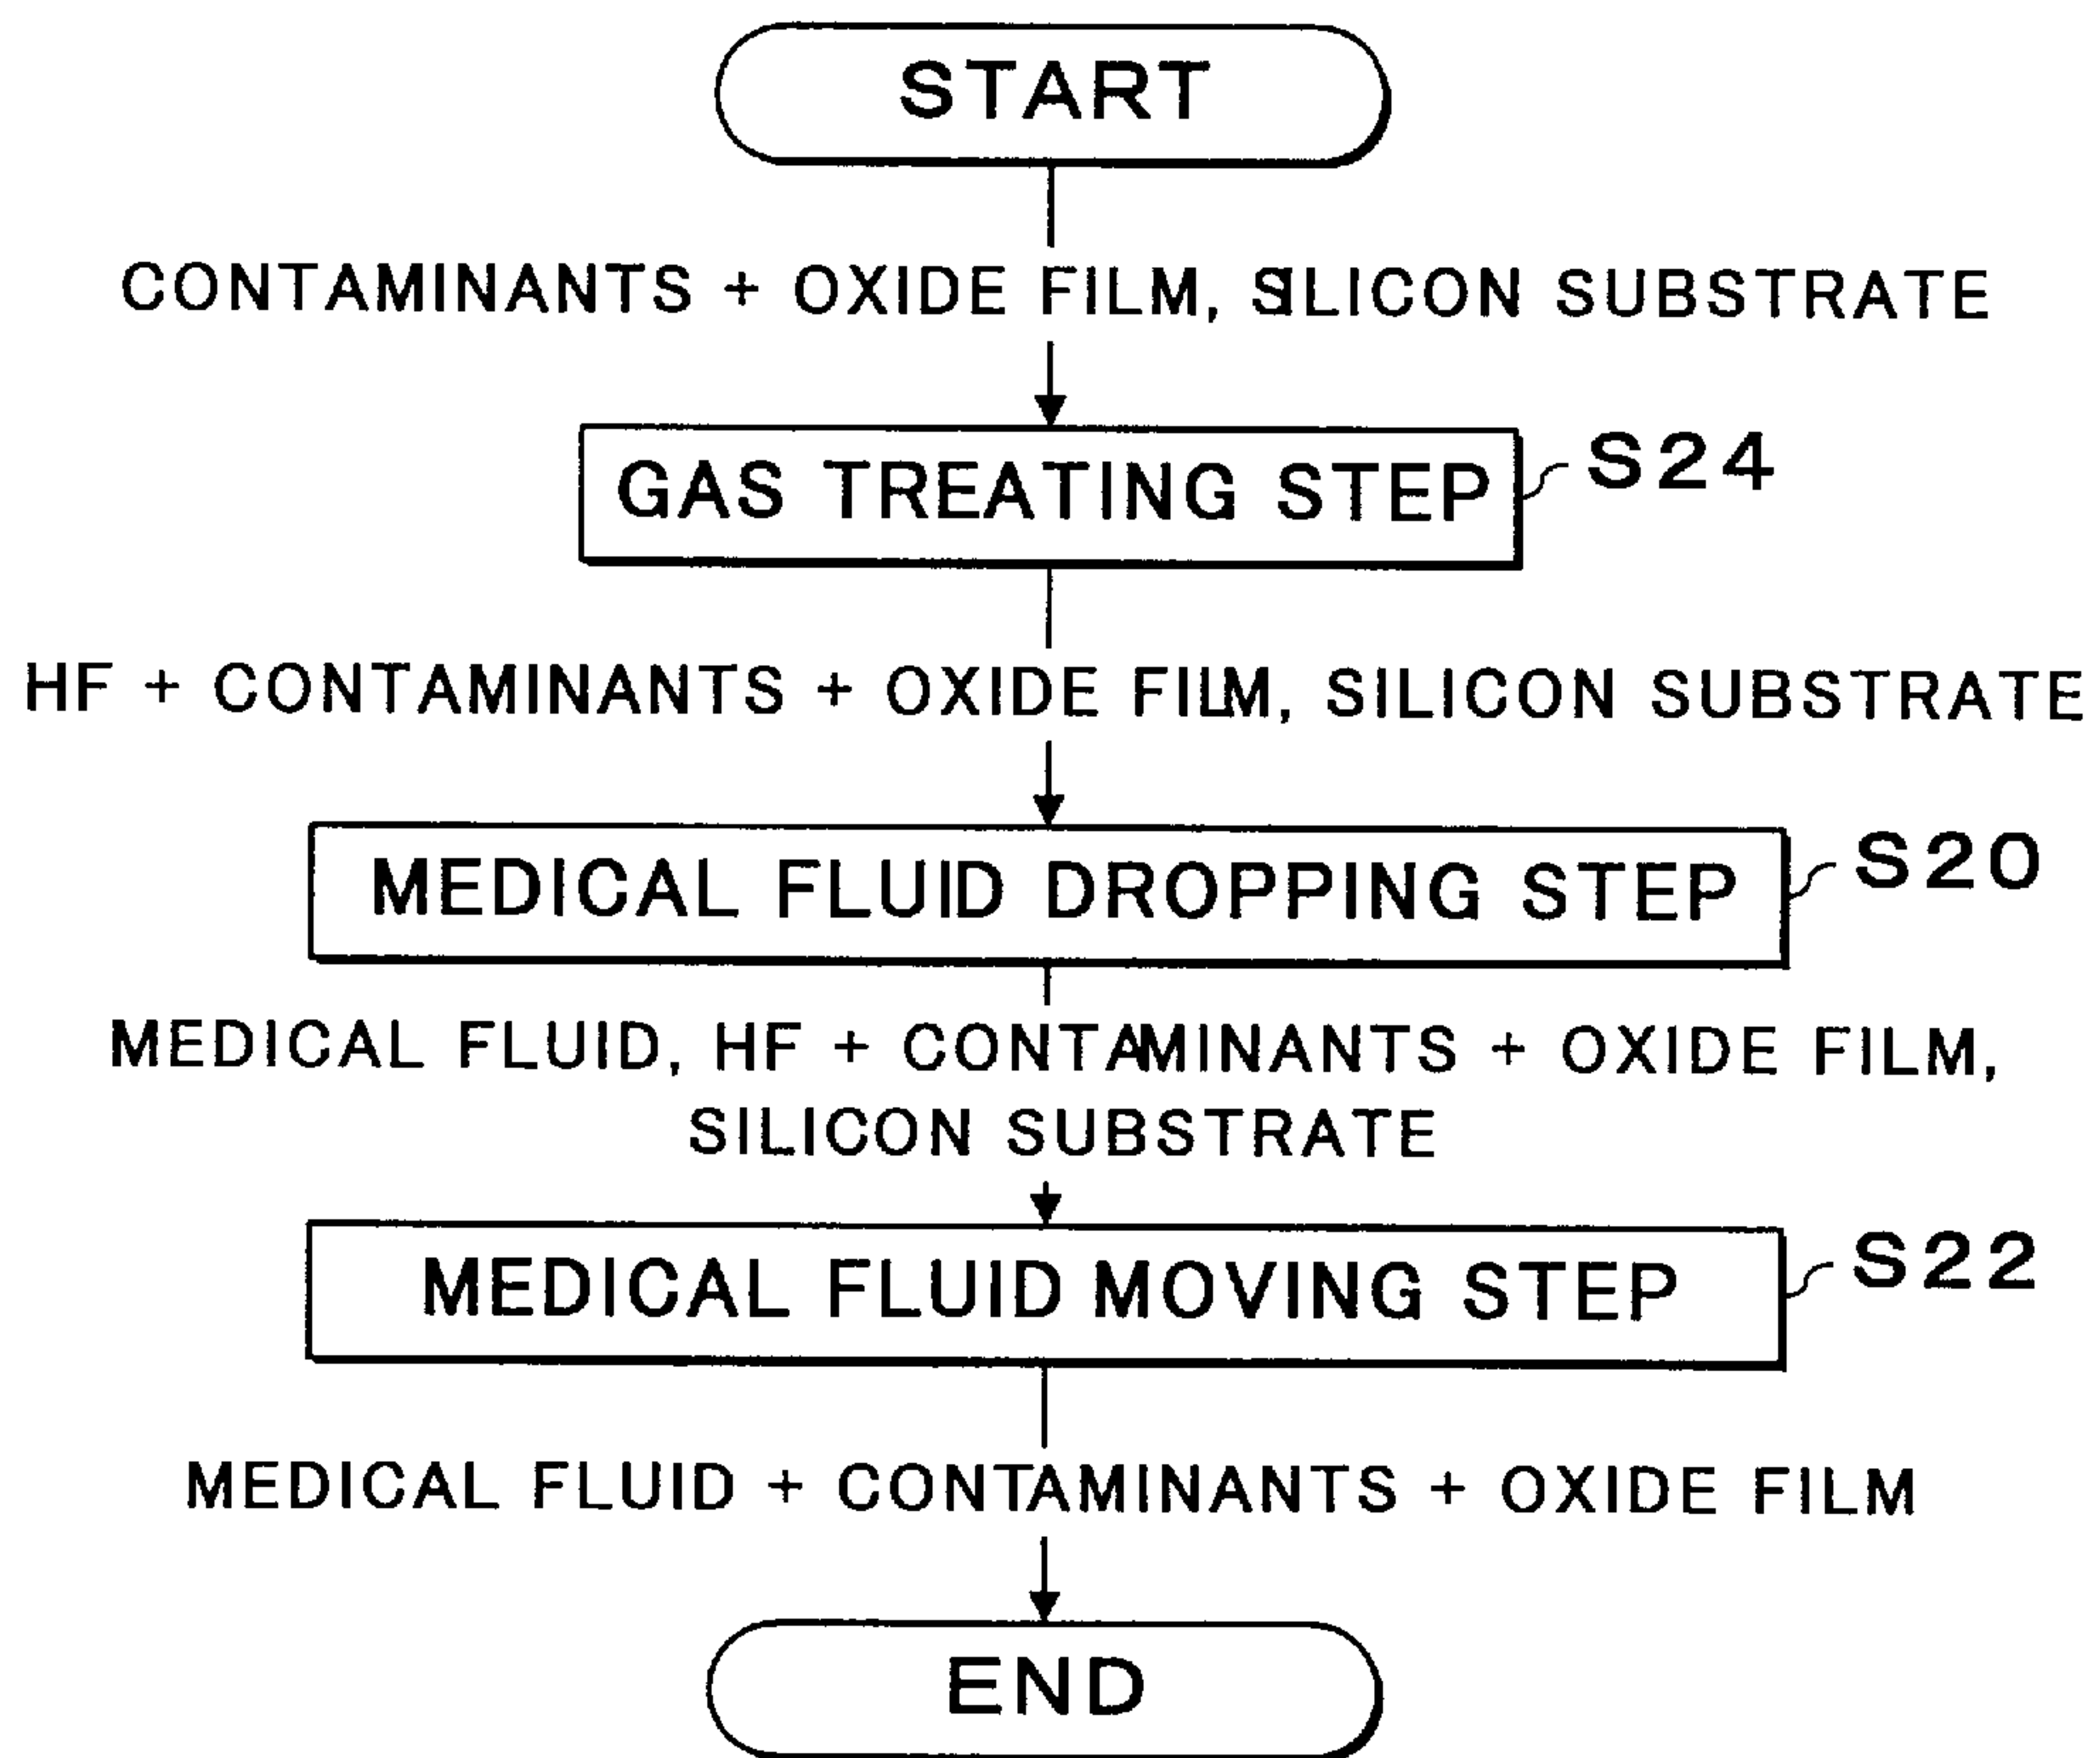 START
CONTAMINANTS + OXIDE FILM, SILICON SUBSTRATE
GAS TREATING STEP S24
HF + CONTAMINANTS + OXIDE FILM, SILICON SUBSTRATE
MEDICAL FLUID DROPPING STEP S20
MEDICAL FLUID, HF + CONTAMINANTS + OXIDE FILM,
SILICON SUBSTRATE
MEDICAL FLUID MOVING STEP S22
MEDICAL FLUID + CONTAMINANTS + OXIDE FILM
END